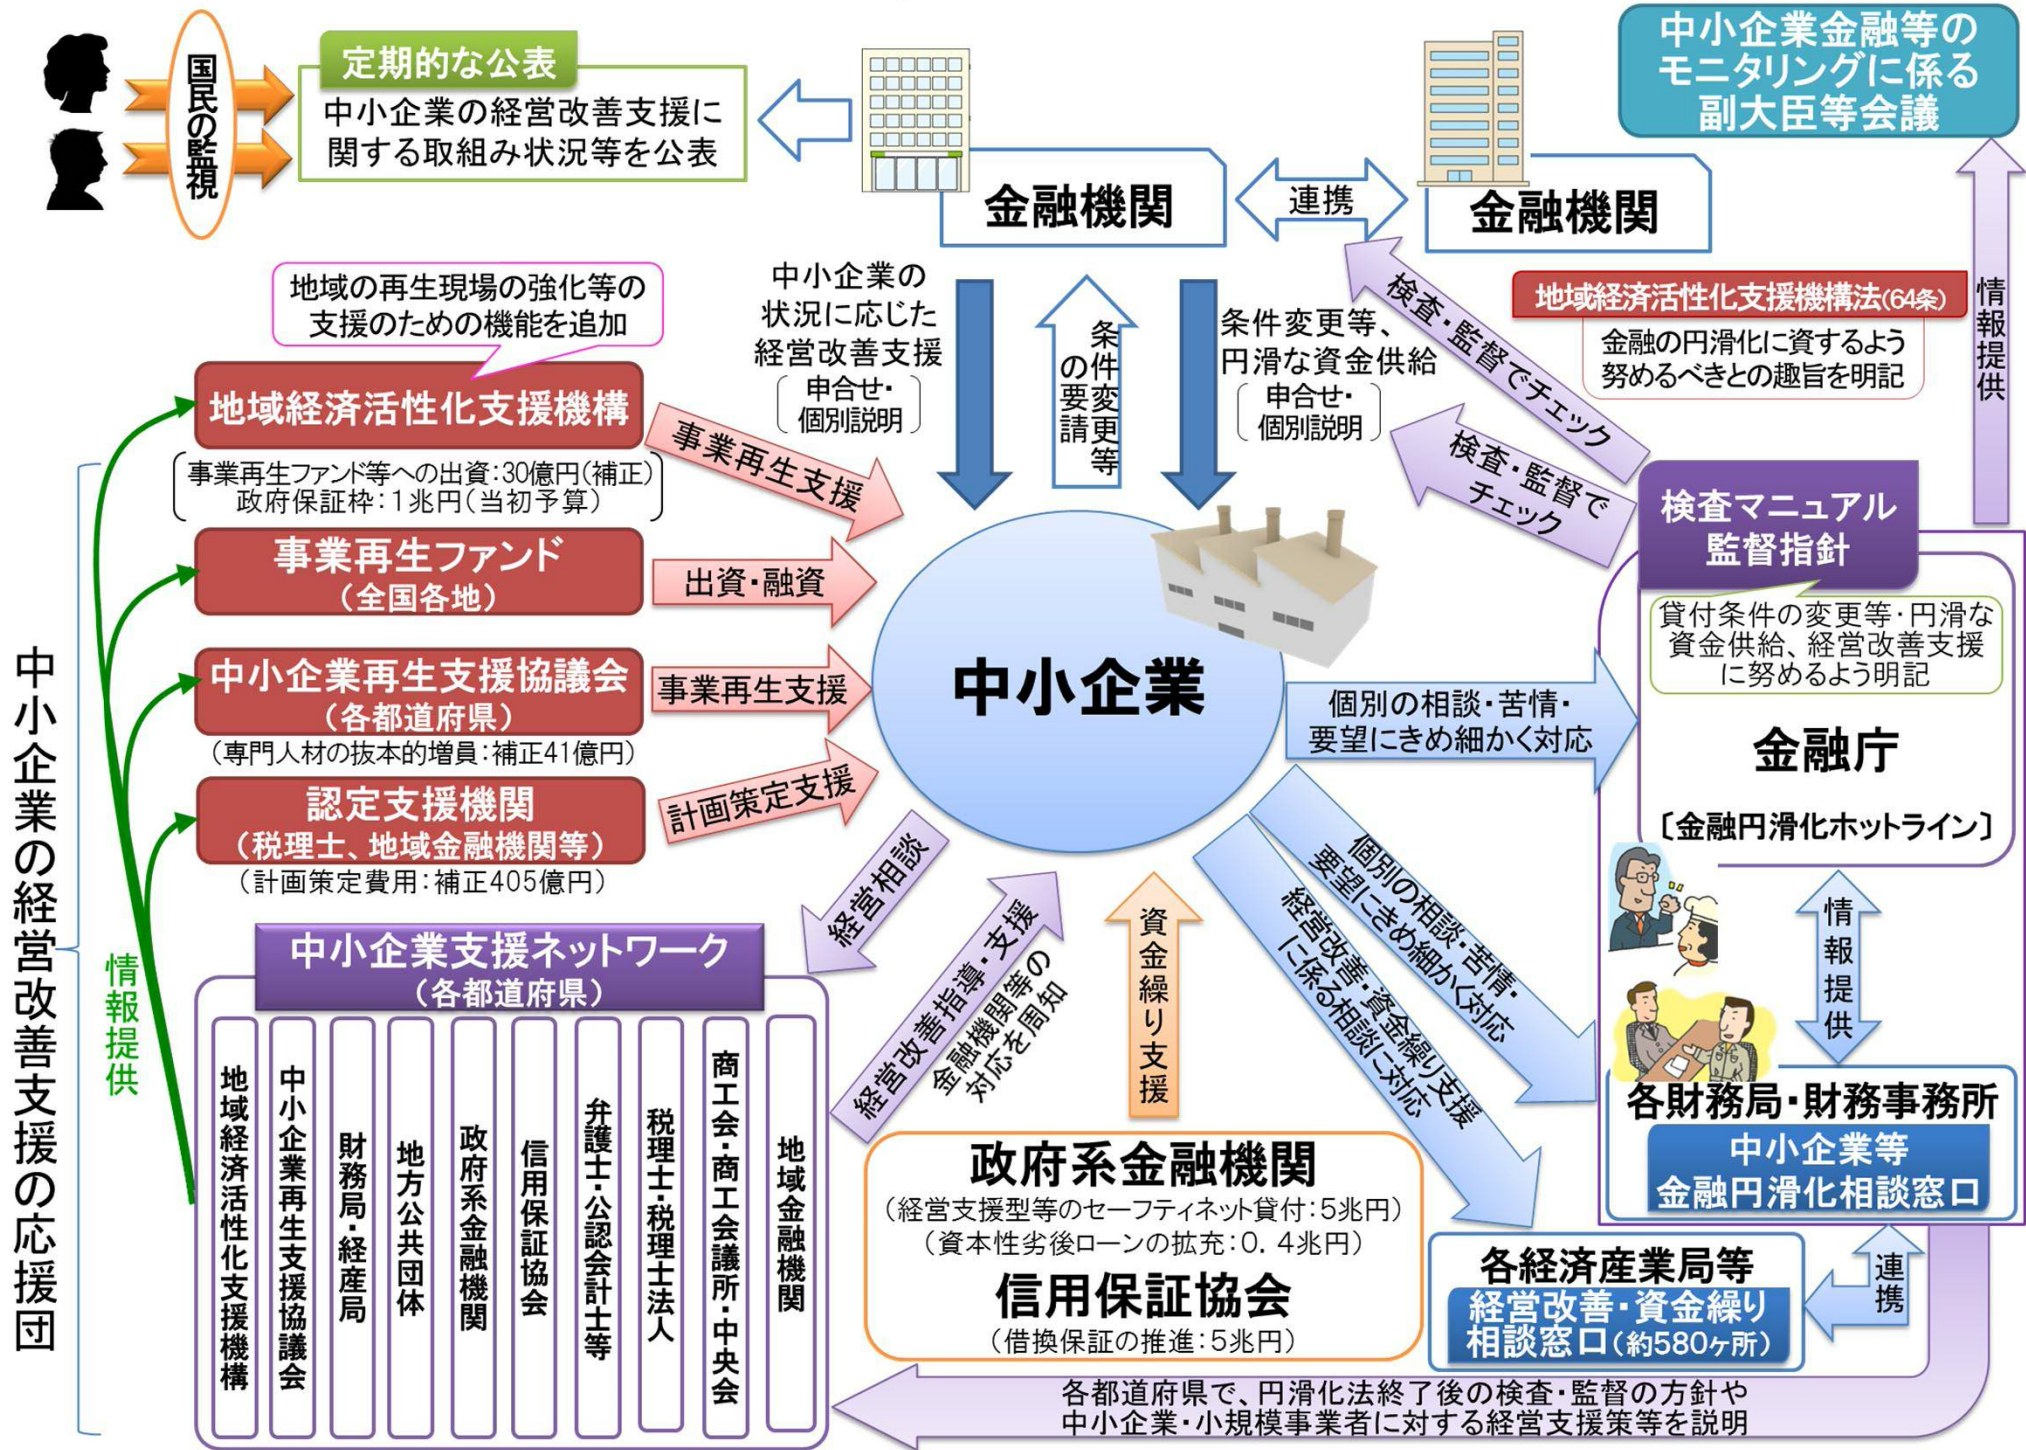 国民の監視
定期的な公表
中小企業の経営改善支援に
関する取組み状況等を公表
金融機関
連携
金融機関
中小企業金融等の
モニタリングに係る
副大臣等会議
情報提供
地域の再生現場の強化等の
支援のための機能を追加
地域経済活性化支援機構
事業再生ファンド等への出資:30億円(補正)
政府保証枠:1兆円(当初予算)
事業再生支援
事業再生ファンド
(全国各地)
出資・融資
中小企業再生支援協議会
(各都道府県)
(専門人材の抜本的増員:補正41億円)
事業再生支援
認定支援機関
(税理士、地域金融機関等)
(計画策定費用:補正405億円)
計画策定支援
中小企業の
状況に応じた
経営改善支援
申合せ・
個別説明
条件変更等
の要請
条件変更等、
円滑な資金供給
申合せ・
個別説明
検査・監督でチェック
検査・監督で
チェック
地域経済活性化支援機構法(64条)
金融の円滑化に資するよう
努めるべきとの趣旨を明記
検査マニュアル
監督指針
貸付条件の変更等・円滑な
資金供給、経営改善支援
に努めるよう明記
金融庁
〔金融円滑化ホットライン〕
中小企業
個別の相談・苦情・
要望にきめ細かく対応
個別の相談・苦情・
要望にきめ細かく対応
経営改善・資金繰り支援
に係る相談に対応
情報提供
各財務局・財務事務所
中小企業等
金融円滑化相談窓口
連携
各経済産業局等
経営改善・資金繰り
相談窓口(約580ヶ所)
中小企業の経営改善支援の応援団
情報提供
経営相談
経営改善指導・支援
金融機関等の
対応を周知
資金繰り支援
中小企業支援ネットワーク
(各都道府県)
地域経済活性化支援機構
中小企業再生支援協議会
財務局・経産局
地方公共団体
政府系金融機関
信用保証協会
弁護士・公認会計士等
税理士・税理士法人
商工会・商工会議所・中央会
地域金融機関
政府系金融機関
(経営支援型等のセーフティネット貸付:5兆円)
(資本性劣後ローンの拡充:0.4兆円)
信用保証協会
(借換保証の推進:5兆円)
各都道府県で、円滑化法終了後の検査・監督の方針や
中小企業・小規模事業者に対する経営支援策等を説明